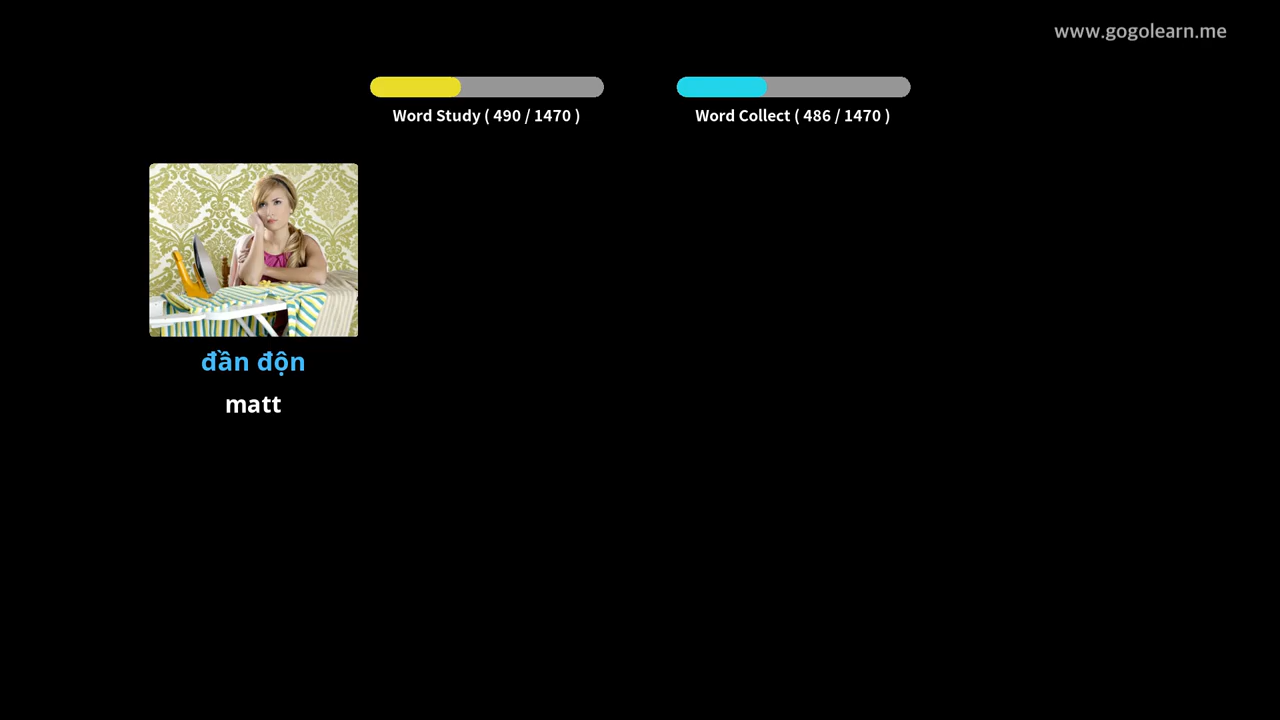 www.gogolearn.me
Word Study ( 490 / 1470 )
Word Collect ( 486 / 1470 )
đần độn
matt